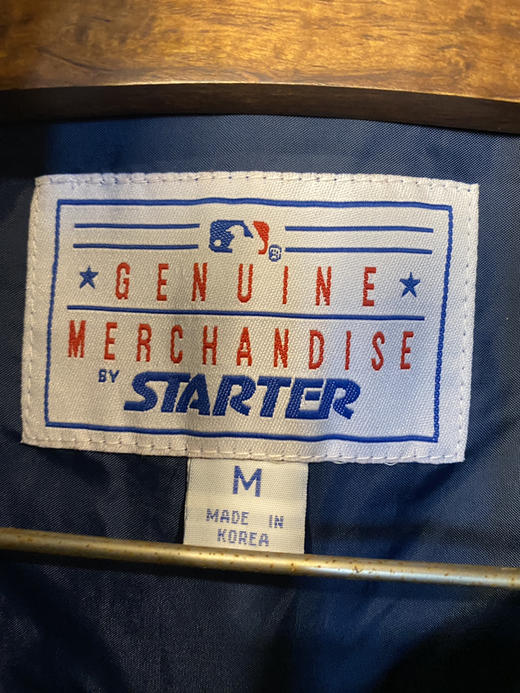 GENUINE
MERCHANDISE
BY STARTER
M
MADE IN
KOREA